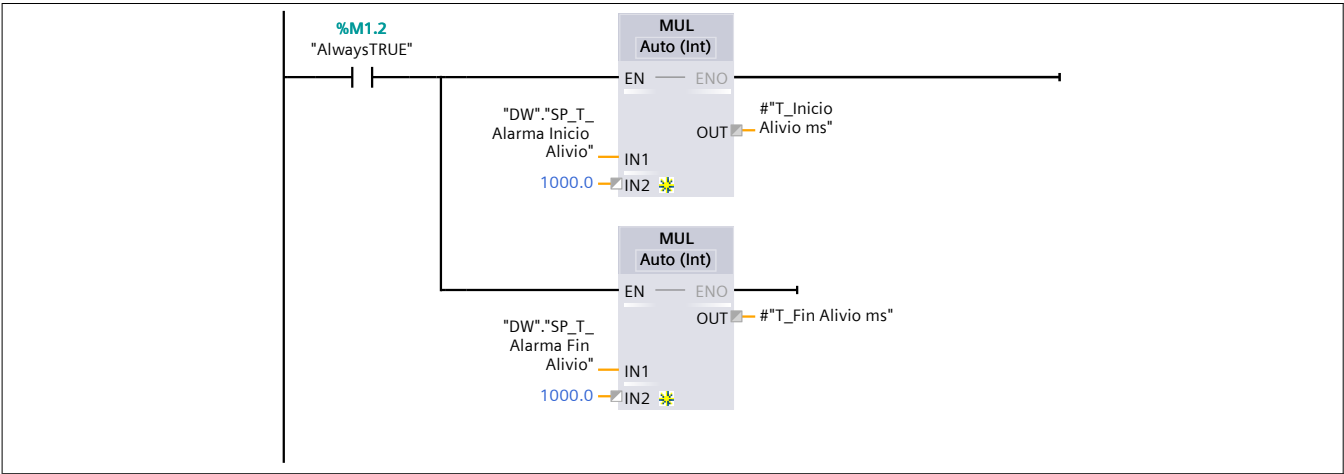 %M1.2
"AlwaysTRUE"
MUL
Auto (Int)
EN
ENO
"DW"."SP_T_
Alarma Inicio
Alivio"
IN1
1000.0
IN2
OUT
#"T_Inicio
Alivio ms"
MUL
Auto (Int)
EN
ENO
"DW"."SP_T_
Alarma Fin
Alivio"
IN1
1000.0
IN2
OUT
#"T_Fin Alivio ms"